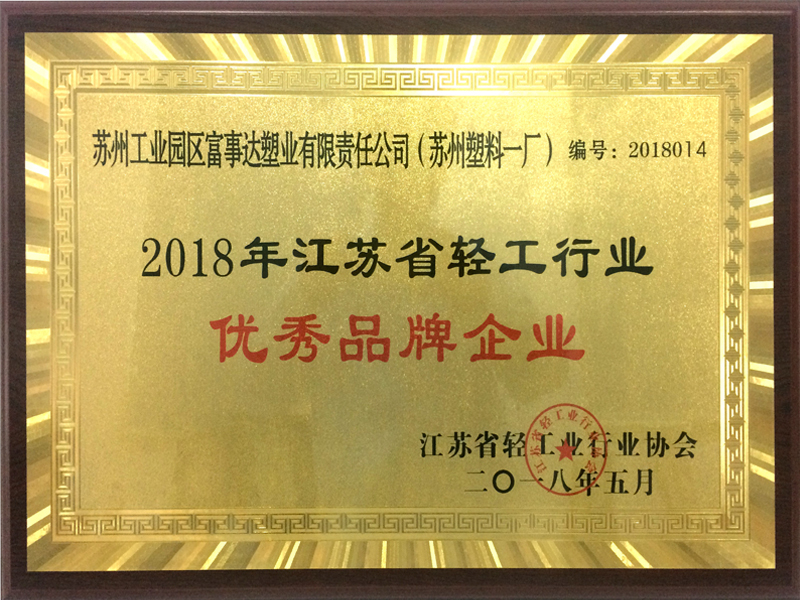 苏州工业园区富事达塑业有限责任公司（苏州塑料一厂） 编号：2018014
2018年江苏省轻工行业
优秀品牌企业
江苏省轻工业行业协会
二〇一八年五月